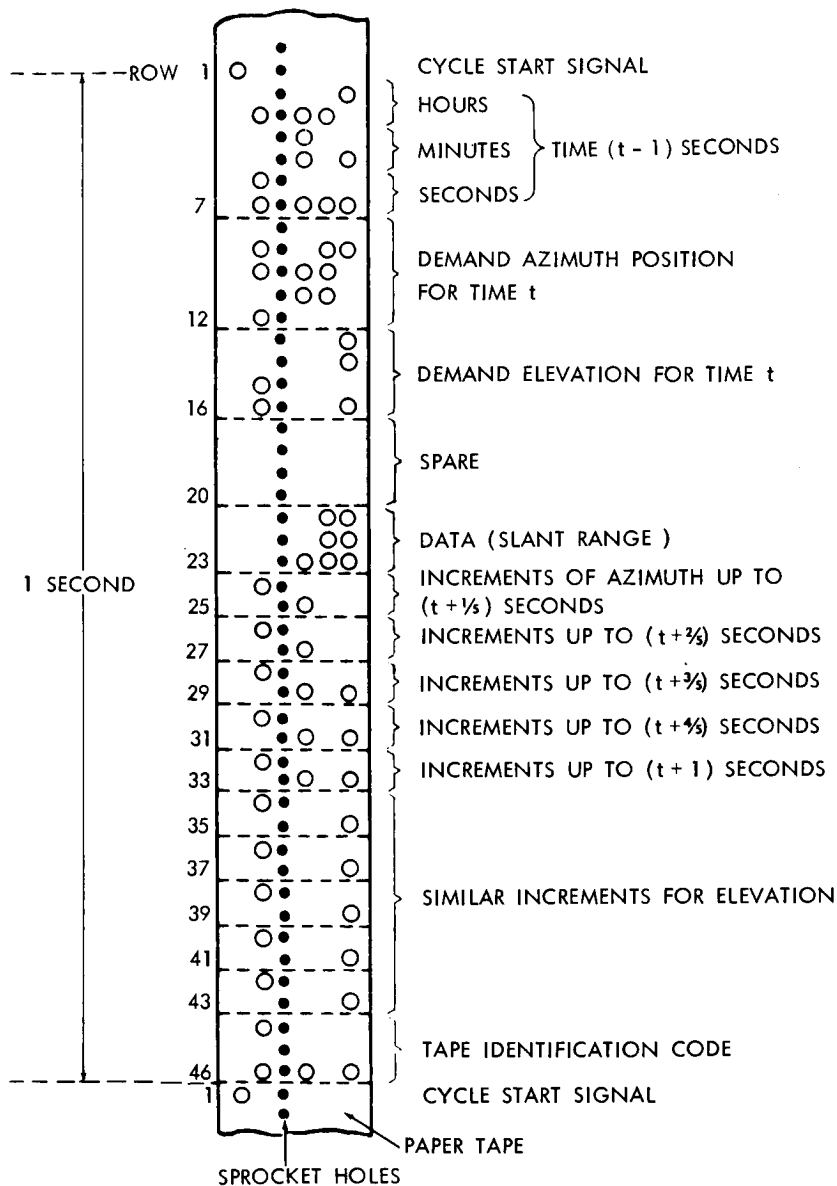 ROW 1 CYCLE START SIGNAL
HOURS
MINUTES TIME (t - 1) SECONDS
SECONDS
7
DEMAND AZIMUTH POSITION
FOR TIME t
12
DEMAND ELEVATION FOR TIME t
16
SPARE
20
DATA (SLANT RANGE )
23
1 SECOND
INCREMENTS OF AZIMUTH UP TO
(t + 1/5) SECONDS
25
INCREMENTS UP TO (t + 2/5) SECONDS
27
INCREMENTS UP TO (t + 3/5) SECONDS
29
INCREMENTS UP TO (t + 4/5) SECONDS
31
INCREMENTS UP TO (t + 1) SECONDS
33
35
37
SIMILAR INCREMENTS FOR ELEVATION
39
41
43
TAPE IDENTIFICATION CODE
46
1 CYCLE START SIGNAL
PAPER TAPE
SPROCKET HOLES